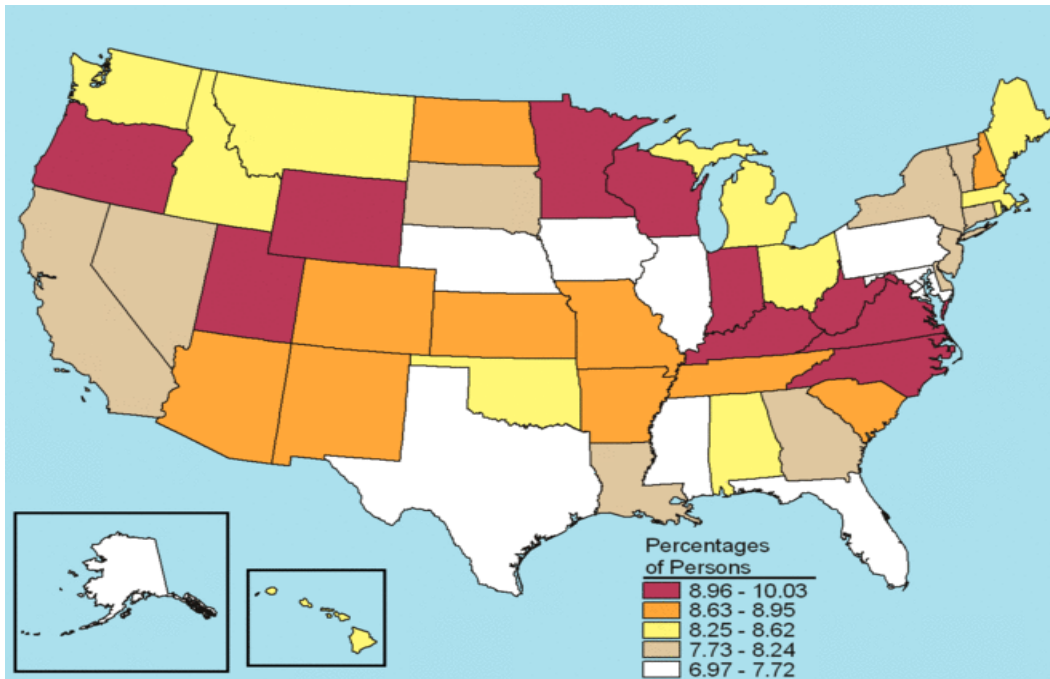 Percentages
of Persons
8.96 - 10.03
8.63 - 8.95
8.25 - 8.62
7.73 - 8.24
6.97 - 7.72